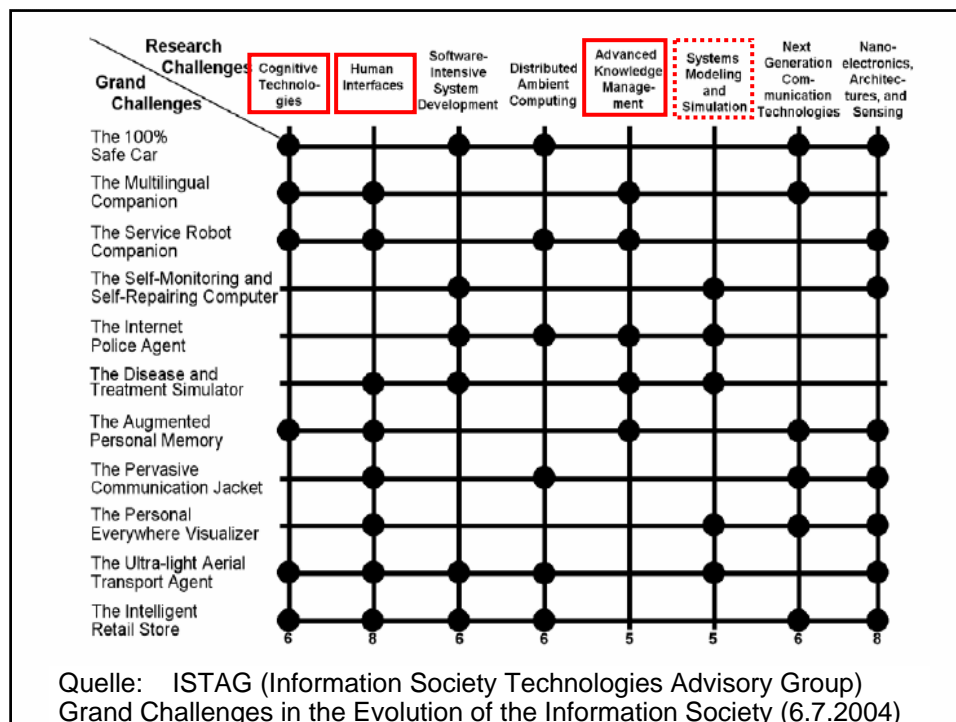 Research
Challenges
Grand
Challenges
Cognitive
Technolo-
gies
Human
Interfaces
Software-
Intensive
System
Development
Distributed
Ambient
Computing
Advanced
Knowledge
Manage-
ment
Systems
Modeling
and
Simulation
Next
Generation
Com-
munication
Technologies
Nano-
electronics,
Architec-
tures, and
Sensing
The 100%
Safe Car
The Multilingual
Companion
The Service Robot
Companion
The Self-Monitoring and
Self-Repairing Computer
The Internet
Police Agent
The Disease and
Treatment Simulator
The Augmented
Personal Memory
The Pervasive
Communication Jacket
The Personal
Everywhere Visualizer
The Ultra-light Aerial
Transport Agent
The Intelligent
Retail Store
6 8 6 6 5 5 6 8
Quelle: ISTAG (Information Society Technologies Advisory Group)
Grand Challenges in the Evolution of the Information Society (6.7.2004)